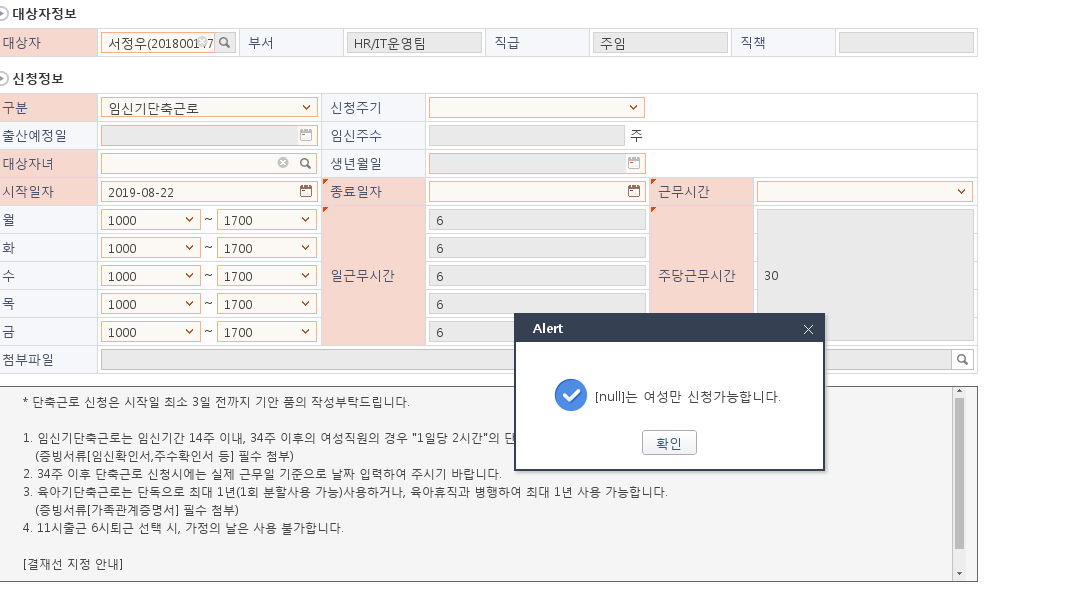 대상자정보
대상자 서정우(201800177 부서 HR/IT운영팀 직급 주임 직책
신청정보
구분 임신기단축근로 신청주기
출산예정일 임신주수 주
대상자녀 생년월일
시작일자 2019-08-22 종료일자 근무시간
월 1000 ~ 1700 6
화 1000 ~ 1700 6
수 1000 ~ 1700 일근무시간 6 주당근무시간 30
목 1000 ~ 1700 6
금 1000 ~ 1700 6
첨부파일
Alert
[null]는 여성만 신청가능합니다.
확인
* 단축근로 신청은 시작일 최소 3일 전까지 기안 품의 작성부탁드립니다.
1. 임신기단축근로는 임신기간 14주 이내, 34주 이후의 여성직원의 경우 "1일당 2시간"의 단
(증빙서류[임신확인서,주수확인서 등] 필수 첨부)
2. 34주 이후 단축근로 신청시에는 실제 근무일 기준으로 날짜 입력하여 주시기 바랍니다.
3. 육아기단축근로는 단독으로 최대 1년(1회 분할사용 가능)사용하거나, 육아휴직과 병행하여 최대 1년 사용 가능합니다.
(증빙서류[가족관계증명서] 필수 첨부)
4. 11시출근 6시퇴근 선택 시, 가정의 날은 사용 불가합니다.
[결재선 지정 안내]